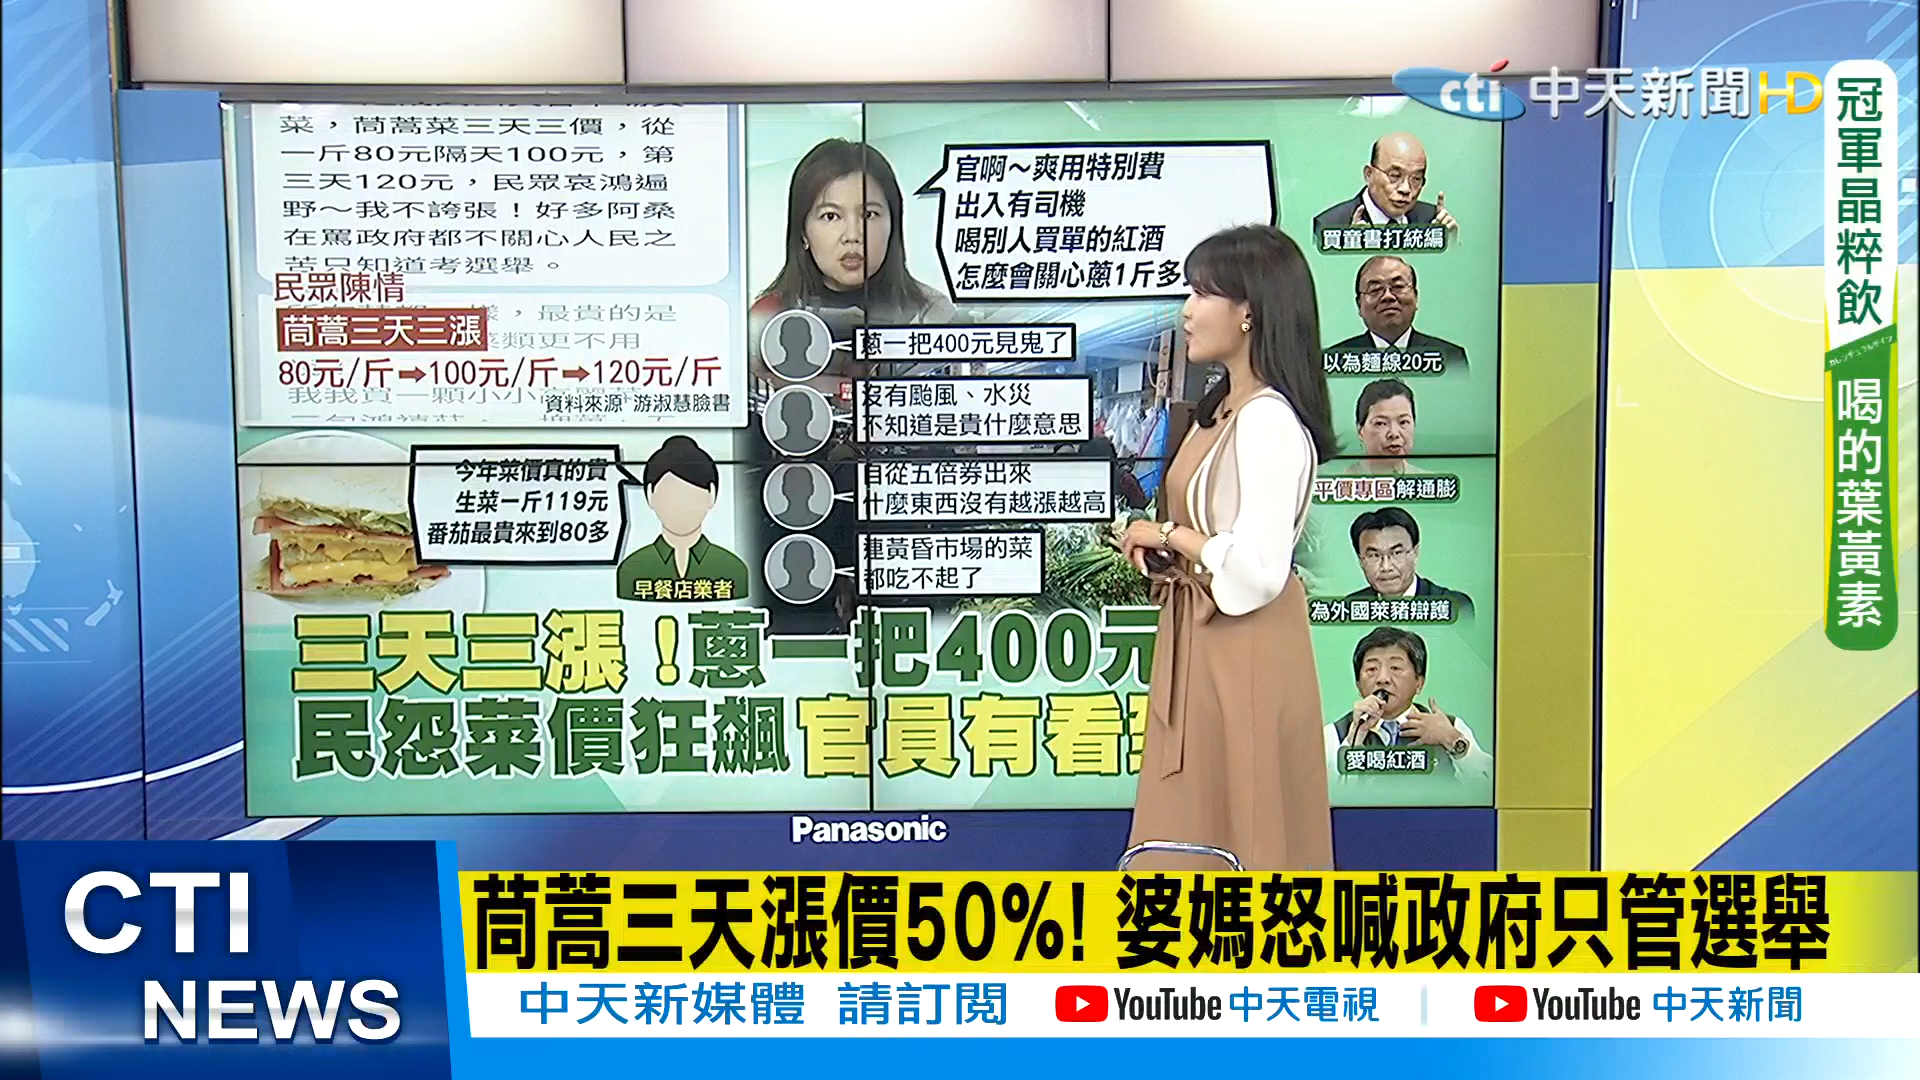 cti 中天新聞HD
冠軍晶粹飲
喝的葉黃素
菜，茼蒿菜三天三價，從
一斤80元隔天100元，第
三天120元，民眾哀鴻遍
野～我不誇張！好多阿桑
在罵政府都不關心人民之
苦只知道考選舉。
民眾陳情
，最貴的是
茼蒿三天三漲
類更不用
80元/斤➡100元/斤➡120元/斤
資料來源 游淑慧臉書
官啊～爽用特別費
出入有司機
喝別人買單的紅酒
怎麼會關心蔥1斤多
蔥一把400元見鬼了
沒有颱風、水災
不知道是貴什麼意思
自從五倍券出來
什麼東西沒有越漲越高
連黃昏市場的菜
都吃不起了
今年菜價真的貴
生菜一斤119元
番茄最貴來到80多
早餐店業者
買童書打統編
以為麵線20元
平價專區解通膨
為外國萊豬辯護
愛喝紅酒
三天三漲！蔥一把400元
民怨菜價狂飆官員有看
Panasonic
CTI
NEWS
茼蒿三天漲價50%! 婆媽怒喊政府只管選舉
中天新媒體 請訂閱 YouTube 中天電視 | YouTube 中天新聞